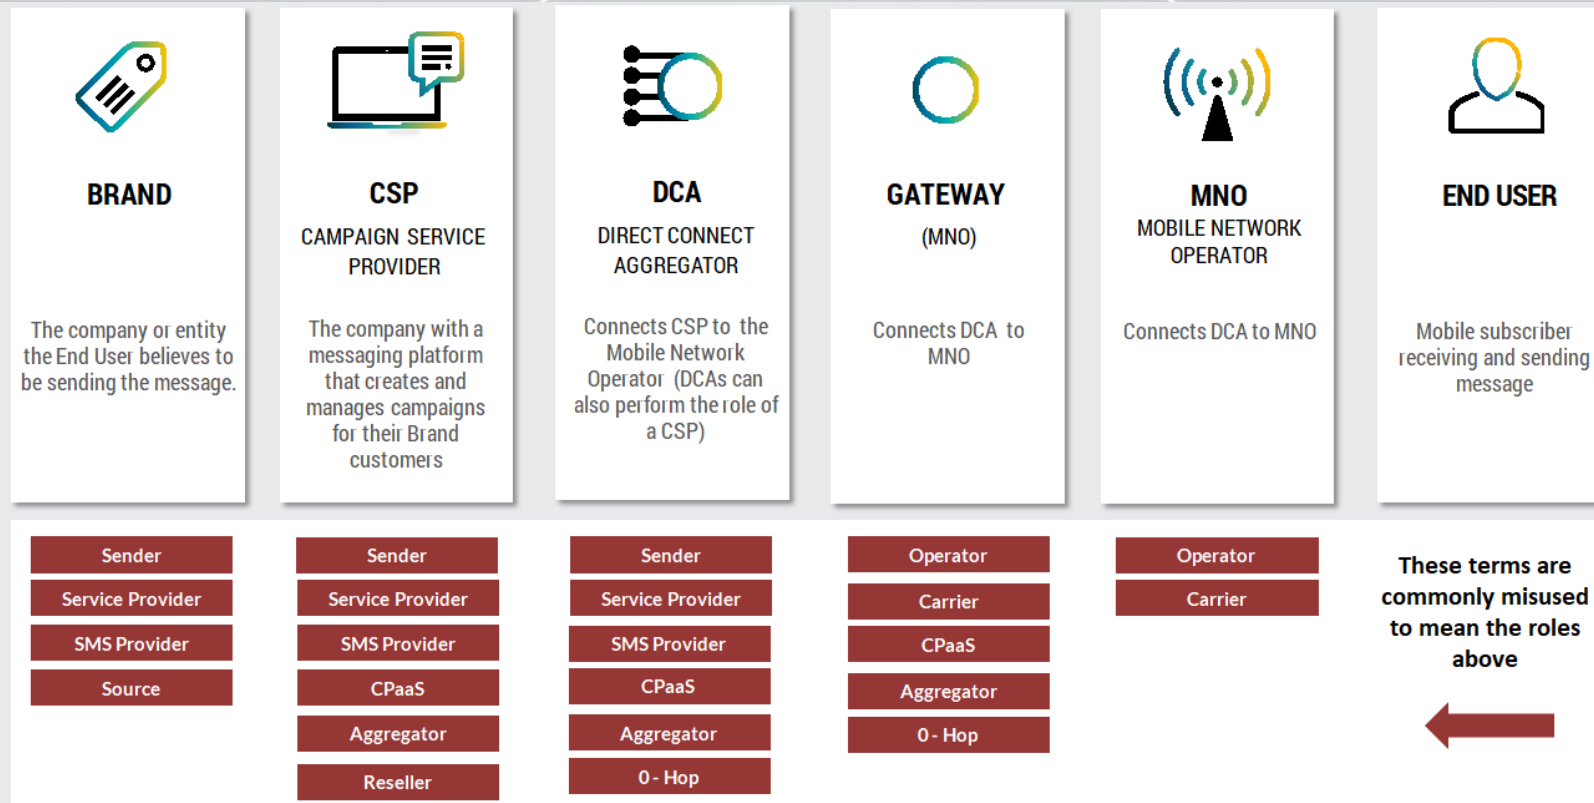 BRAND
The company or entity
the End User believes to
be sending the message.
CSP
CAMPAIGN SERVICE
PROVIDER
The company with a
messaging platform
that creates and
manages campaigns
for their Brand
customers
DCA
DIRECT CONNECT
AGGREGATOR
Connects CSP to the
Mobile Network
Operator (DCAs can
also perform the role of
a CSP)
GATEWAY
(MNO)
Connects DCA to
MNO
MNO
MOBILE NETWORK
OPERATOR
Connects DCA to MNO
END USER
Mobile subscriber
receiving and sending
message
Sender
Service Provider
SMS Provider
Source
Sender
Service Provider
SMS Provider
CPaaS
Aggregator
Reseller
Sender
Service Provider
SMS Provider
CPaaS
Aggregator
0 - Hop
Operator
Carrier
CPaaS
Aggregator
0 - Hop
Operator
Carrier
These terms are
commonly misused
to mean the roles
above